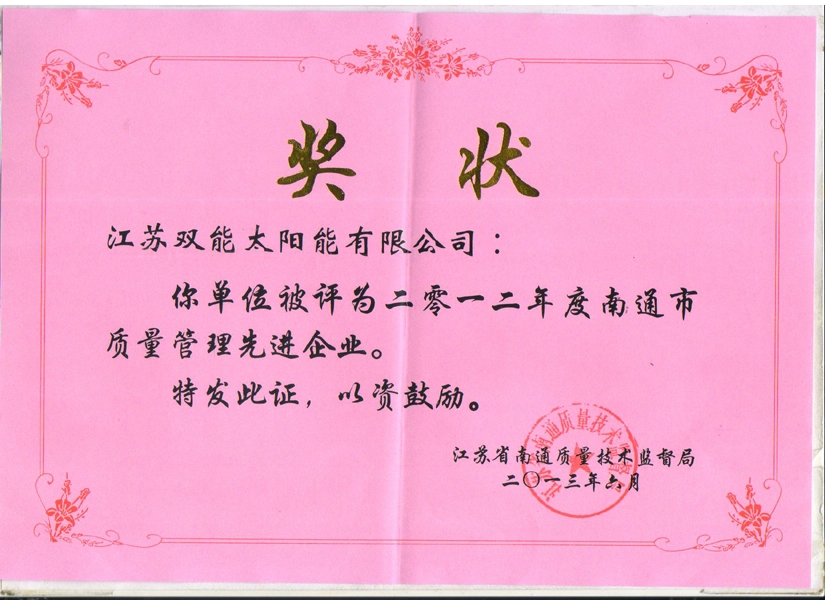 奖状
江苏双能太阳能有限公司：
你单位被评为二零一二年度南通市
质量管理先进企业。
特发此证，以资鼓励。
江苏省南通质量技术监督局
二〇一三年六月